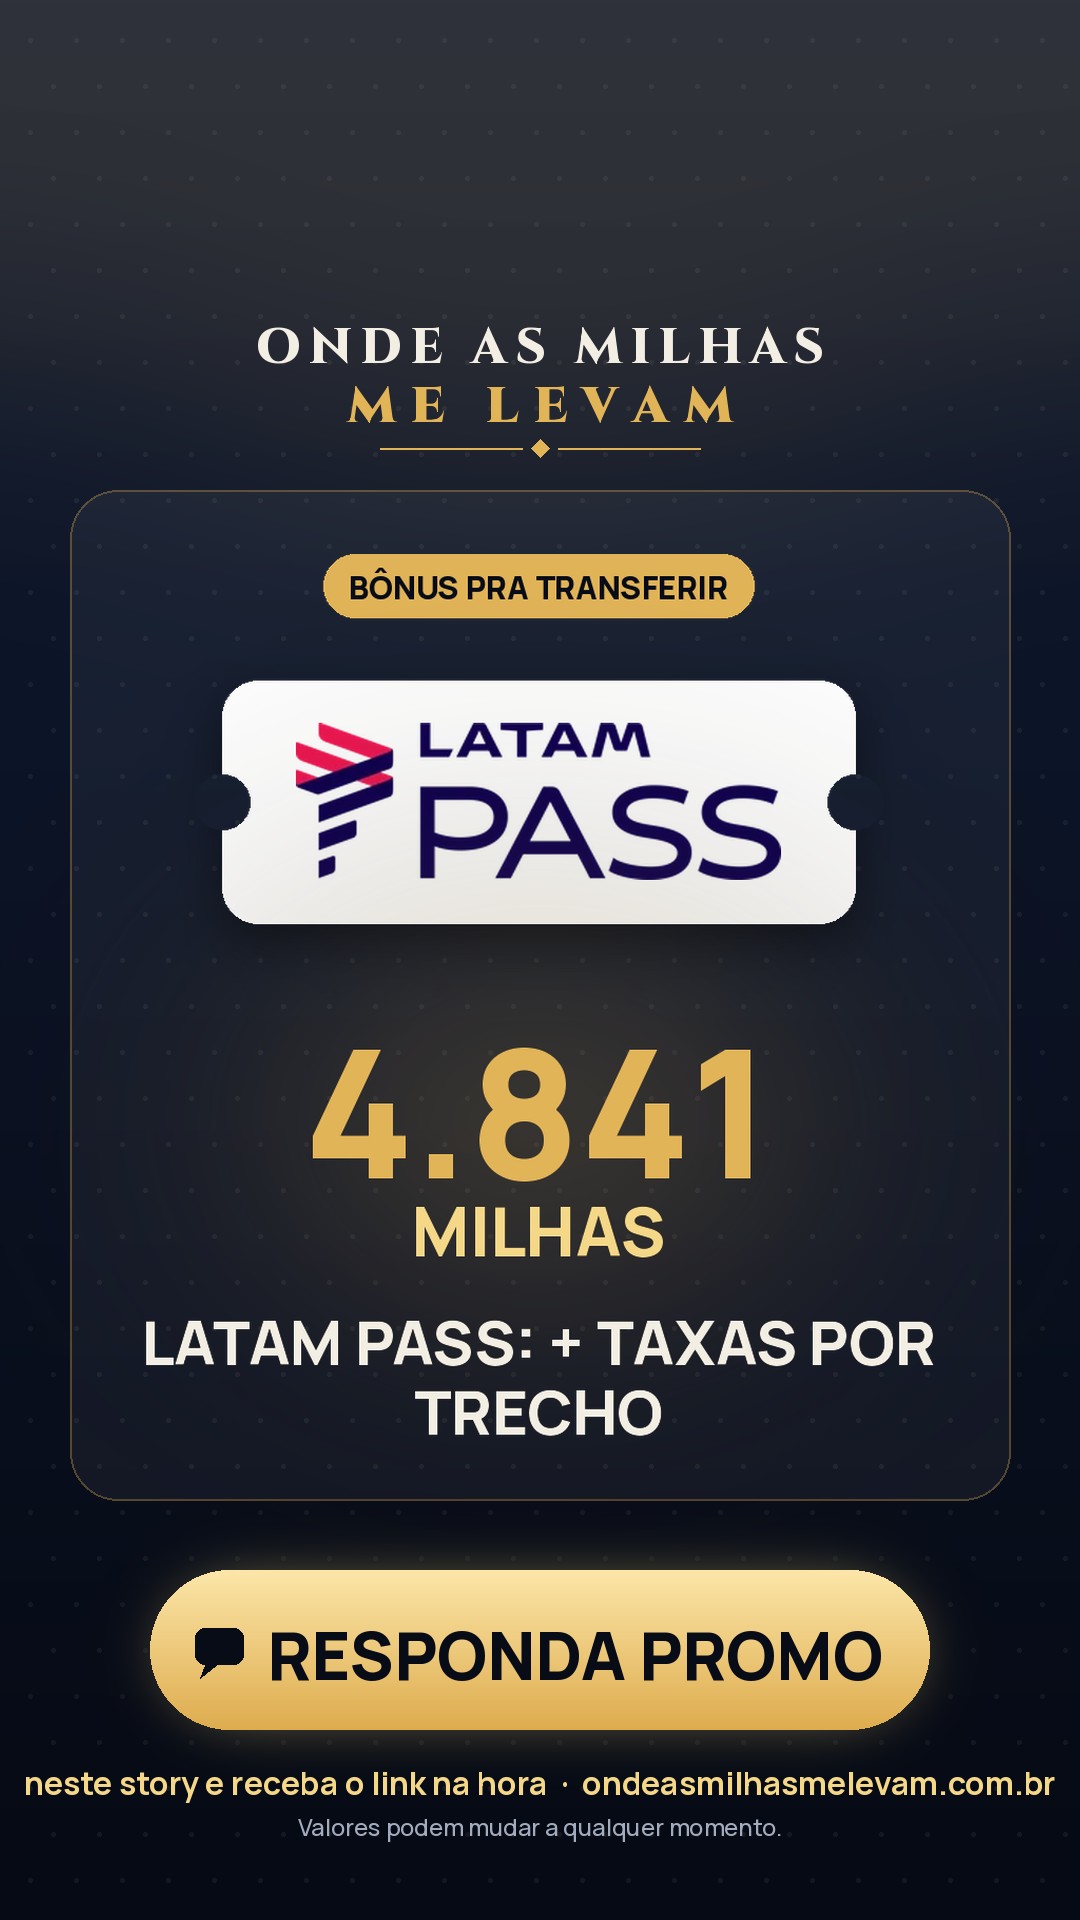 ONDE AS MILHAS
ME LEVAM
BÔNUS PRA TRANSFERIR
LATAM
PASS
4.841
MILHAS
LATAM PASS: + TAXAS POR
TRECHO
RESPONDA PROMO
neste story e receba o link na hora · ondeasmilhasmelevam.com.br
Valores podem mudar a qualquer momento.